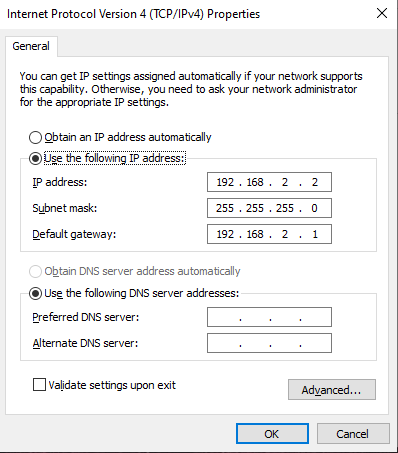 Internet Protocol Version 4 (TCP/IPv4) Properties
General
You can get IP settings assigned automatically if your network supports
this capability. Otherwise, you need to ask your network administrator
for the appropriate IP settings.
Obtain an IP address automatically
Use the following IP address:
IP address: 192 . 168 . 2 . 2
Subnet mask: 255 . 255 . 255 . 0
Default gateway: 192 . 168 . 2 . 1
Obtain DNS server address automatically
Use the following DNS server addresses:
Preferred DNS server: . . .
Alternate DNS server: . . .
Validate settings upon exit
Advanced...
OK Cancel